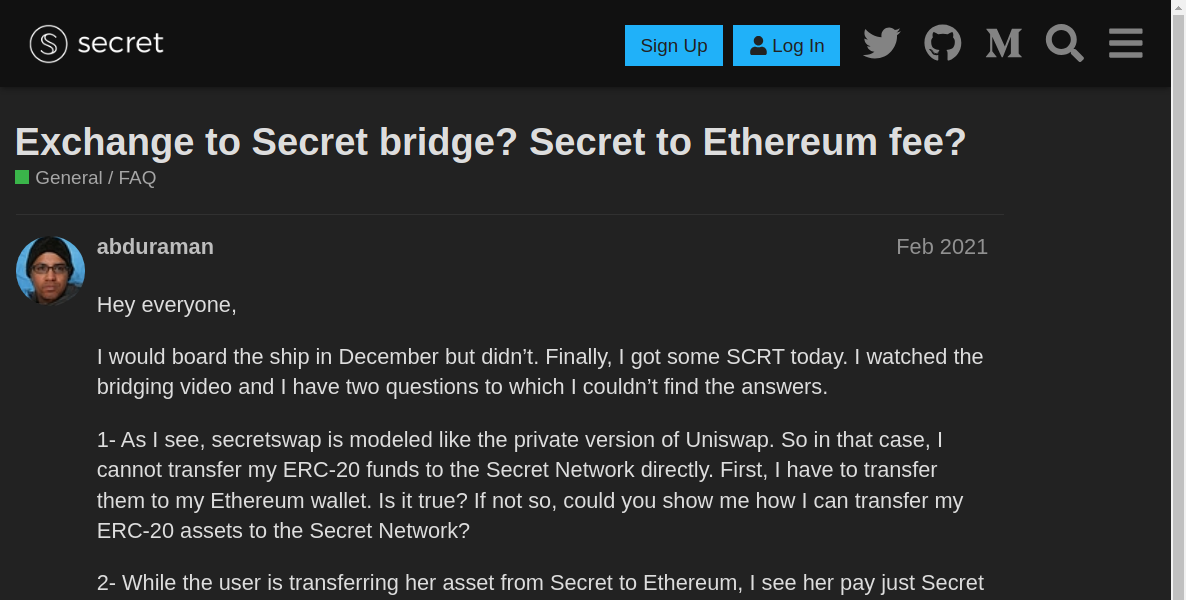 secret
Sign Up
Log In
Exchange to Secret bridge? Secret to Ethereum fee?
General / FAQ
abduraman
Feb 2021
Hey everyone,
I would board the ship in December but didn’t. Finally, I got some SCRT today. I watched the
bridging video and I have two questions to which I couldn’t find the answers.
1- As I see, secretswap is modeled like the private version of Uniswap. So in that case, I
cannot transfer my ERC-20 funds to the Secret Network directly. First, I have to transfer
them to my Ethereum wallet. Is it true? If not so, could you show me how I can transfer my
ERC-20 assets to the Secret Network?
2- While the user is transferring her asset from Secret to Ethereum, I see her pay just Secret